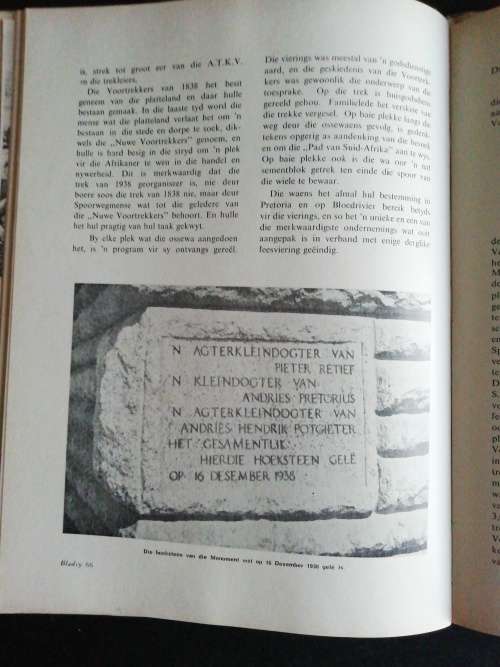 is, strek tot groot eer van die A.T.K.V.
en die trekleiers.
Die Voortrekkers van 1838 het besit
geneem van die platteland en daar hulle
bestaan gemaak. In die laaste tyd word die
mense wat die platteland verlaat het om 'n
bestaan in die stede en dorpe te soek, dik-
wels die „Nuwe Voortrekkers" genoem, en
hulle is hard besig in die stryd om 'n plek
vir die Afrikaner te wen in die handel en
nywerheid. Dit is merkwaardig dat die
trek van 1938 georganiseer is, nie deur
boere soos die trek van 1838 nie, maar deur
Spoorwegmense wat tot die geledere van
die „Nuwe Voortrekkers" behoort. En hulle
het hul pragtig van hul taak gekwyt.
By elke plek wat die ossewa aangedoen
het, is 'n program vir sy ontvangs gereël.
Die vierings was meestal van 'n godsdienstige
aard, en die geskiedenis van die Voortrek-
kers was gewoonlik die onderwerp van die
toesprake. Op die trek is huisgodsdiens
gereeld gehou. Familielede het verskie van
die trekke vergesel. Op baie plekke langs die
weg deur die ossewaens gevolg, is gedenk-
tekens opgerig as aandenking van die besoek
en om die „Pad van Suid-Afrika" aan te wys.
Op baie plekke ook is die wa oor 'n nat
sementblok getrek ten einde die spoor van
die wiele te bewaar.
Die waens het almal hul bestemming in
Pretoria en op Bloedrivier bereik betyds
vir die vierings, en so het 'n unieke en een van
die merkwaardigste ondernemings wat ooit
aangepak is in verband met enige dergelike
feesviering geëindig.
'N AGTERKLEINDOGTER VAN
PIETER RETIEF
'N KLEINDOGTER VAN
ANDRIES PRETORIUS
'N AGTERKLEINDOGTER VAN
ANDRIES HENDRIK POTGIETER
HET GESAMENTLIK
HIERDIE HOEKSTEEN GELÊ
OP 16 DESEMBER 1938
Die hoeksteen van die Monument wat op 16 Desember 1938 gelê is.
Bladsy 66